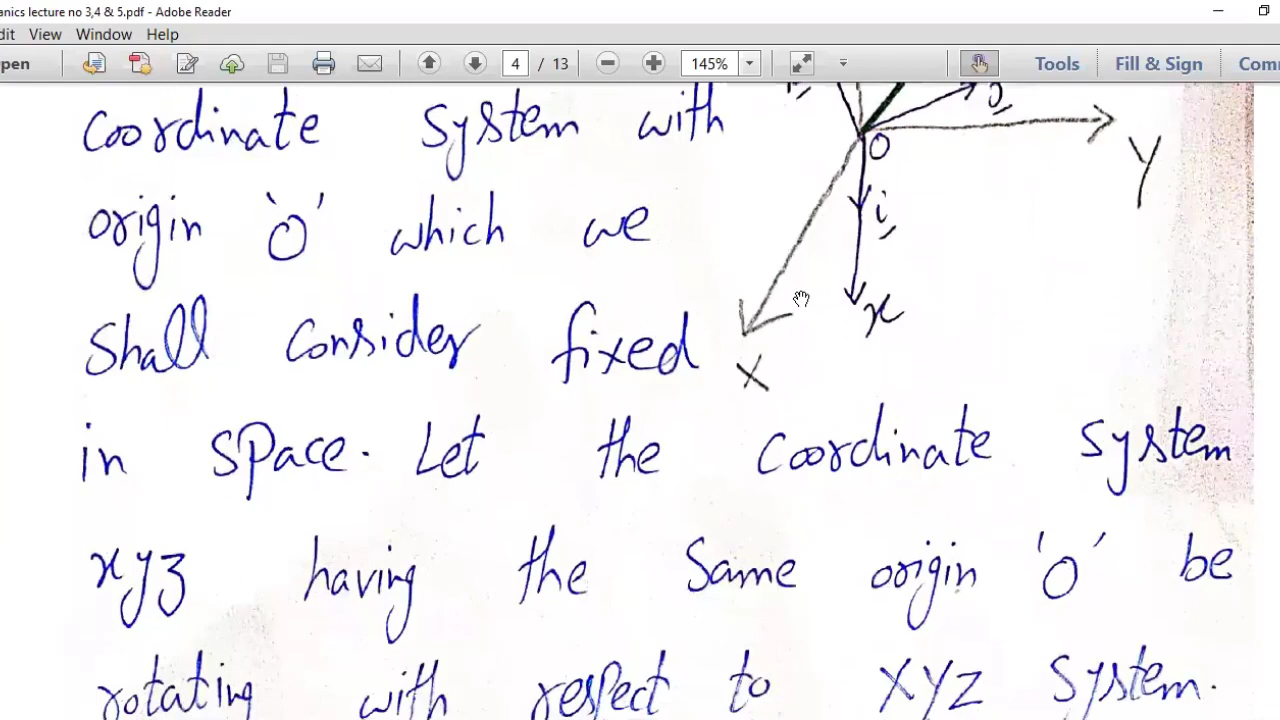 anics lecture no 3,4 & 5.pdf - Adobe Reader
dit View Window Help
pen 4 / 13 145% Tools Fill & Sign Com
Coordinate System with
origin 'O' which we
Shall Consider fixed
in space. Let the Coordinate System
xyz having the Same origin 'O' be
rotating with respect to XYZ System.
O
Y
i
x
X